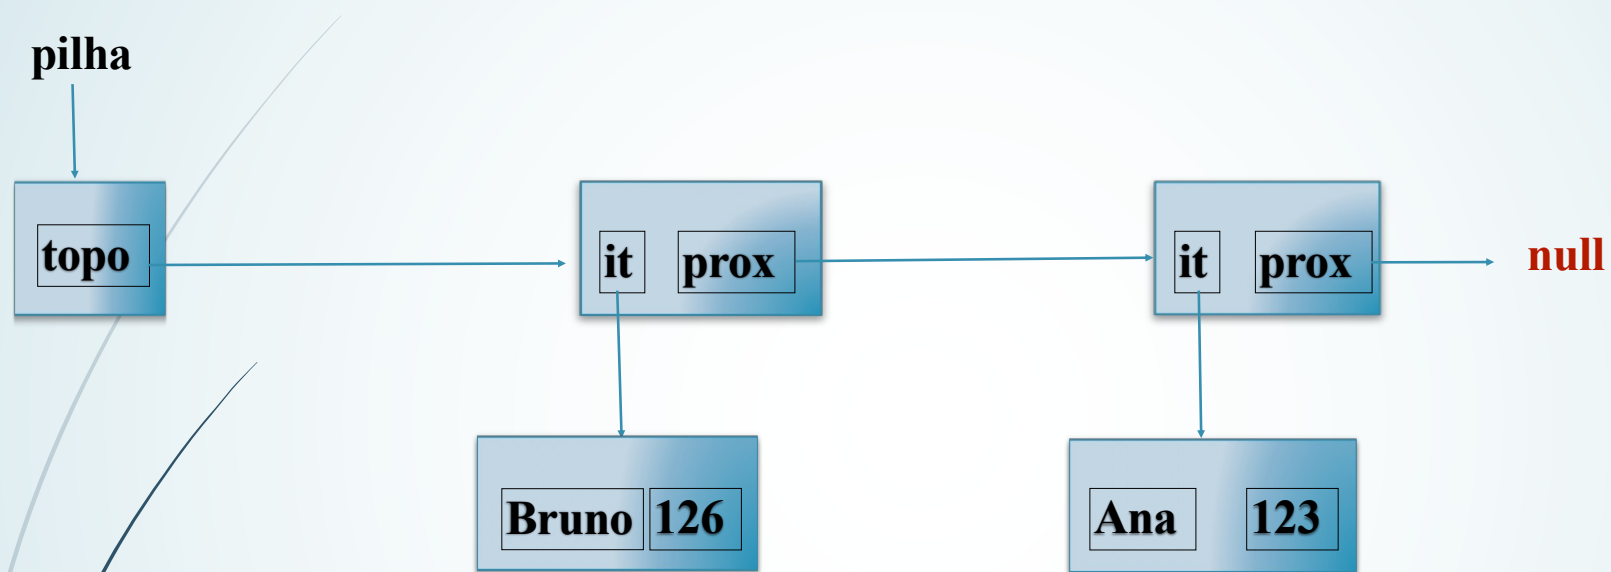 pilha
topo
it prox
it prox
null
Bruno 126
Ana 123